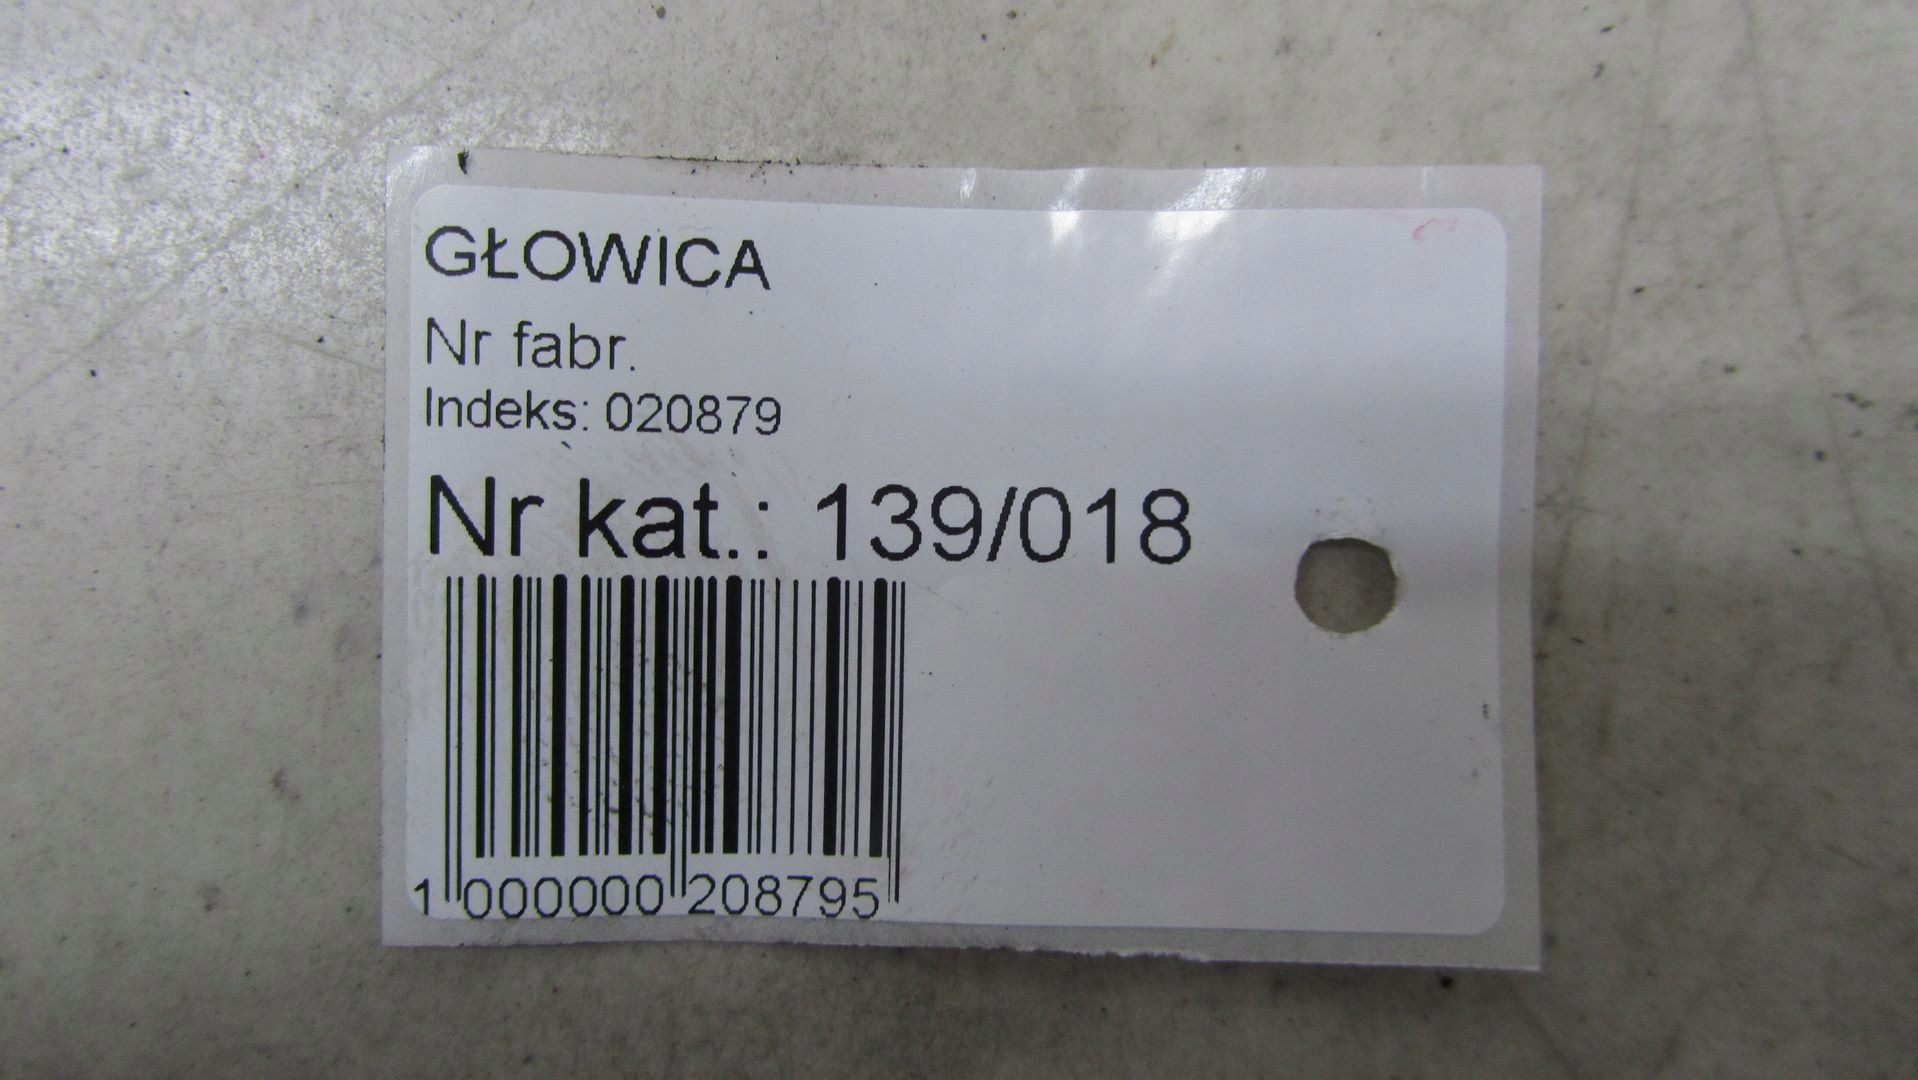 GŁOWICA
Nr fabr.
Indeks: 020879
Nr kat.: 139/018
1 000000 208795